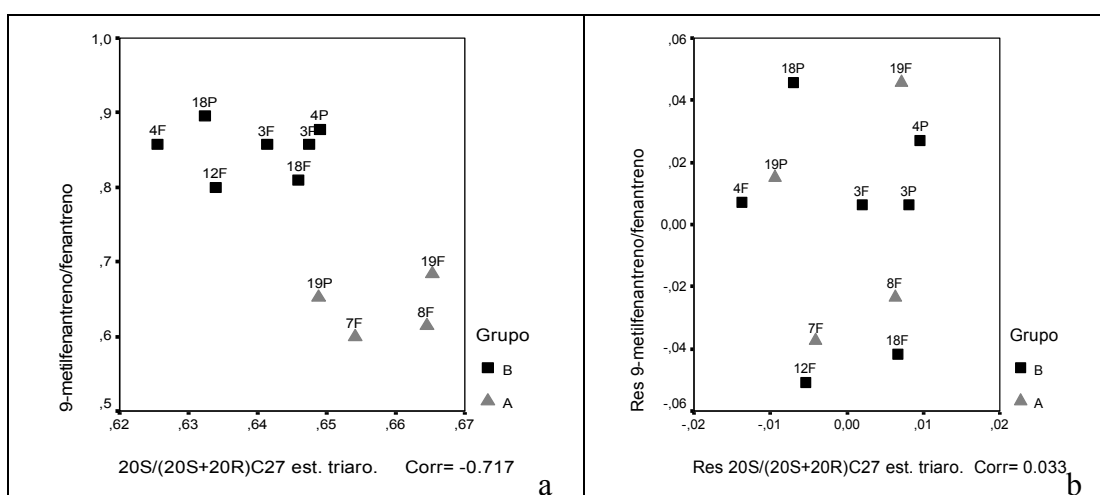 1,0
,9
,8
,7
,6
,5
9-metilfenantreno/fenantreno
18P
4P
4F
3F
3P
12F
18F
19F
19P
7F
8F
Grupo
B
A
,62
,63
,64
,65
,66
,67
20S/(20S+20R)C27 est. triaro. Corr= -0.717
a
,06
,04
,02
0,00
-,02
-,04
-,06
Res 9-metilfenantreno/fenantreno
18P
19F
4P
19P
4F
3F
3P
8F
7F
18F
12F
Grupo
B
A
-,02
-,01
0,00
,01
,02
Res 20S/(20S+20R)C27 est. triaro. Corr= 0.033
b